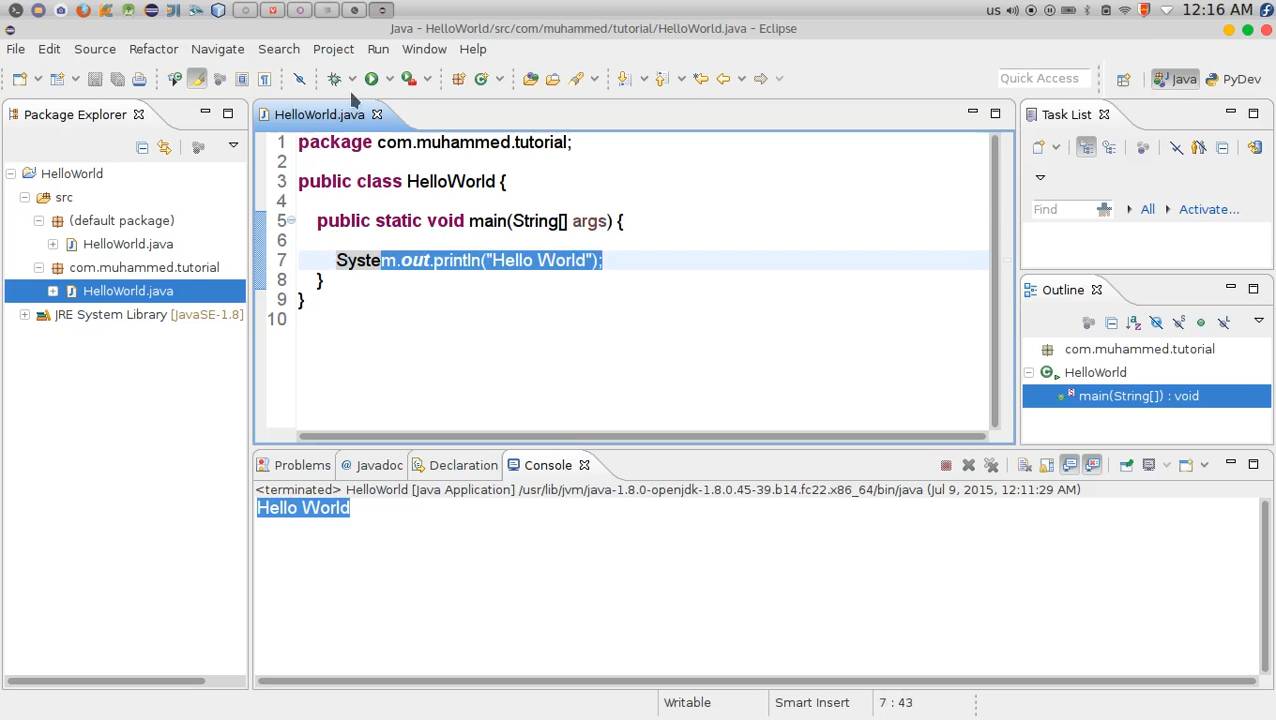 us
12:16 AM
Java - HelloWorld/src/com/muhammed/tutorial/HelloWorld.java - Eclipse
File Edit Source Refactor Navigate Search Project Run Window Help
Quick Access
Java
PyDev
Package Explorer
HelloWorld
src
(default package)
HelloWorld.java
com.muhammed.tutorial
HelloWorld.java
JRE System Library [JavaSE-1.8]
HelloWorld.java
1 package com.muhammed.tutorial;
2
3 public class HelloWorld {
4
5 public static void main(String[] args) {
6
7 System.out.println("Hello World");
8 }
9 }
10
Task List
Find
All
Activate...
Outline
com.muhammed.tutorial
HelloWorld
main(String[]) : void
Problems
Javadoc
Declaration
Console
<terminated> HelloWorld [Java Application] /usr/lib/jvm/java-1.8.0-openjdk-1.8.0.45-39.b14.fc22.x86_64/bin/java (Jul 9, 2015, 12:11:29 AM)
Hello World
Writable
Smart Insert
7 : 43